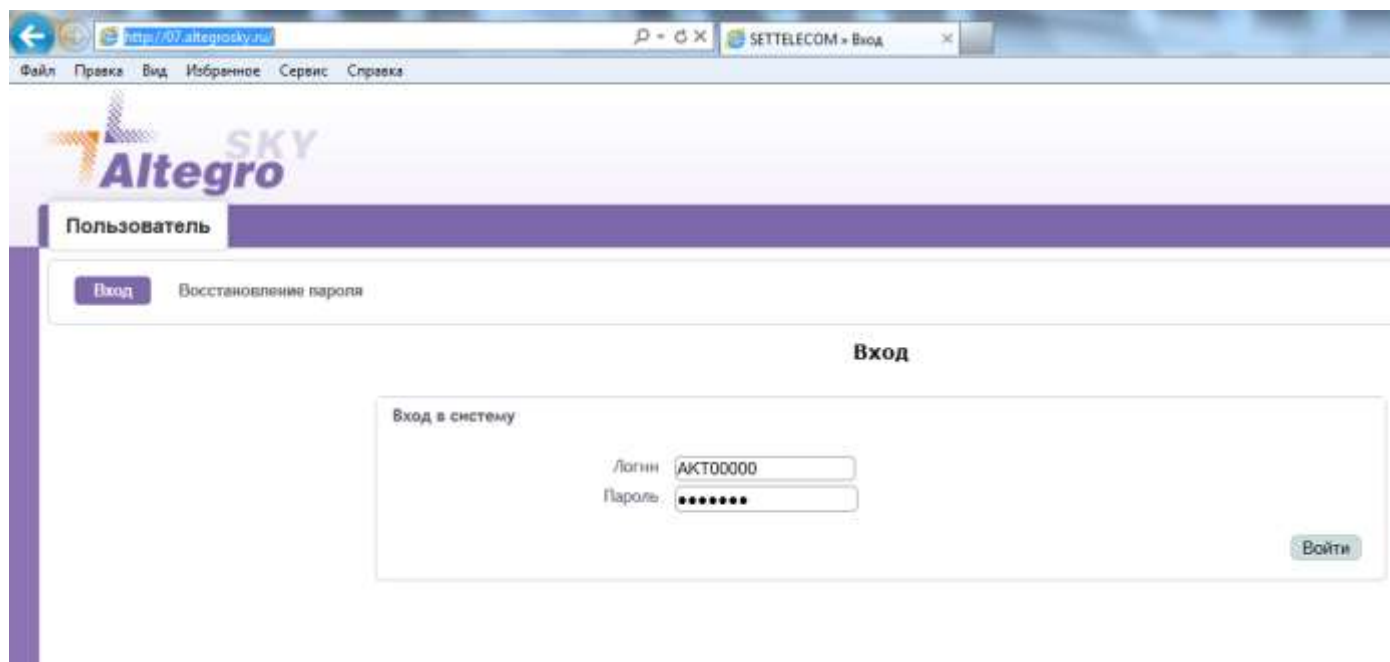 http://07.altegrosky.ru/
SETTELECOM » Вход
Файл Правка Вид Избранное Сервис Справка
SKY
Altegro
Пользователь
Вход Восстановление пароля
Вход
Вход в систему
Логин AKT00000
Пароль •••••••
Войти